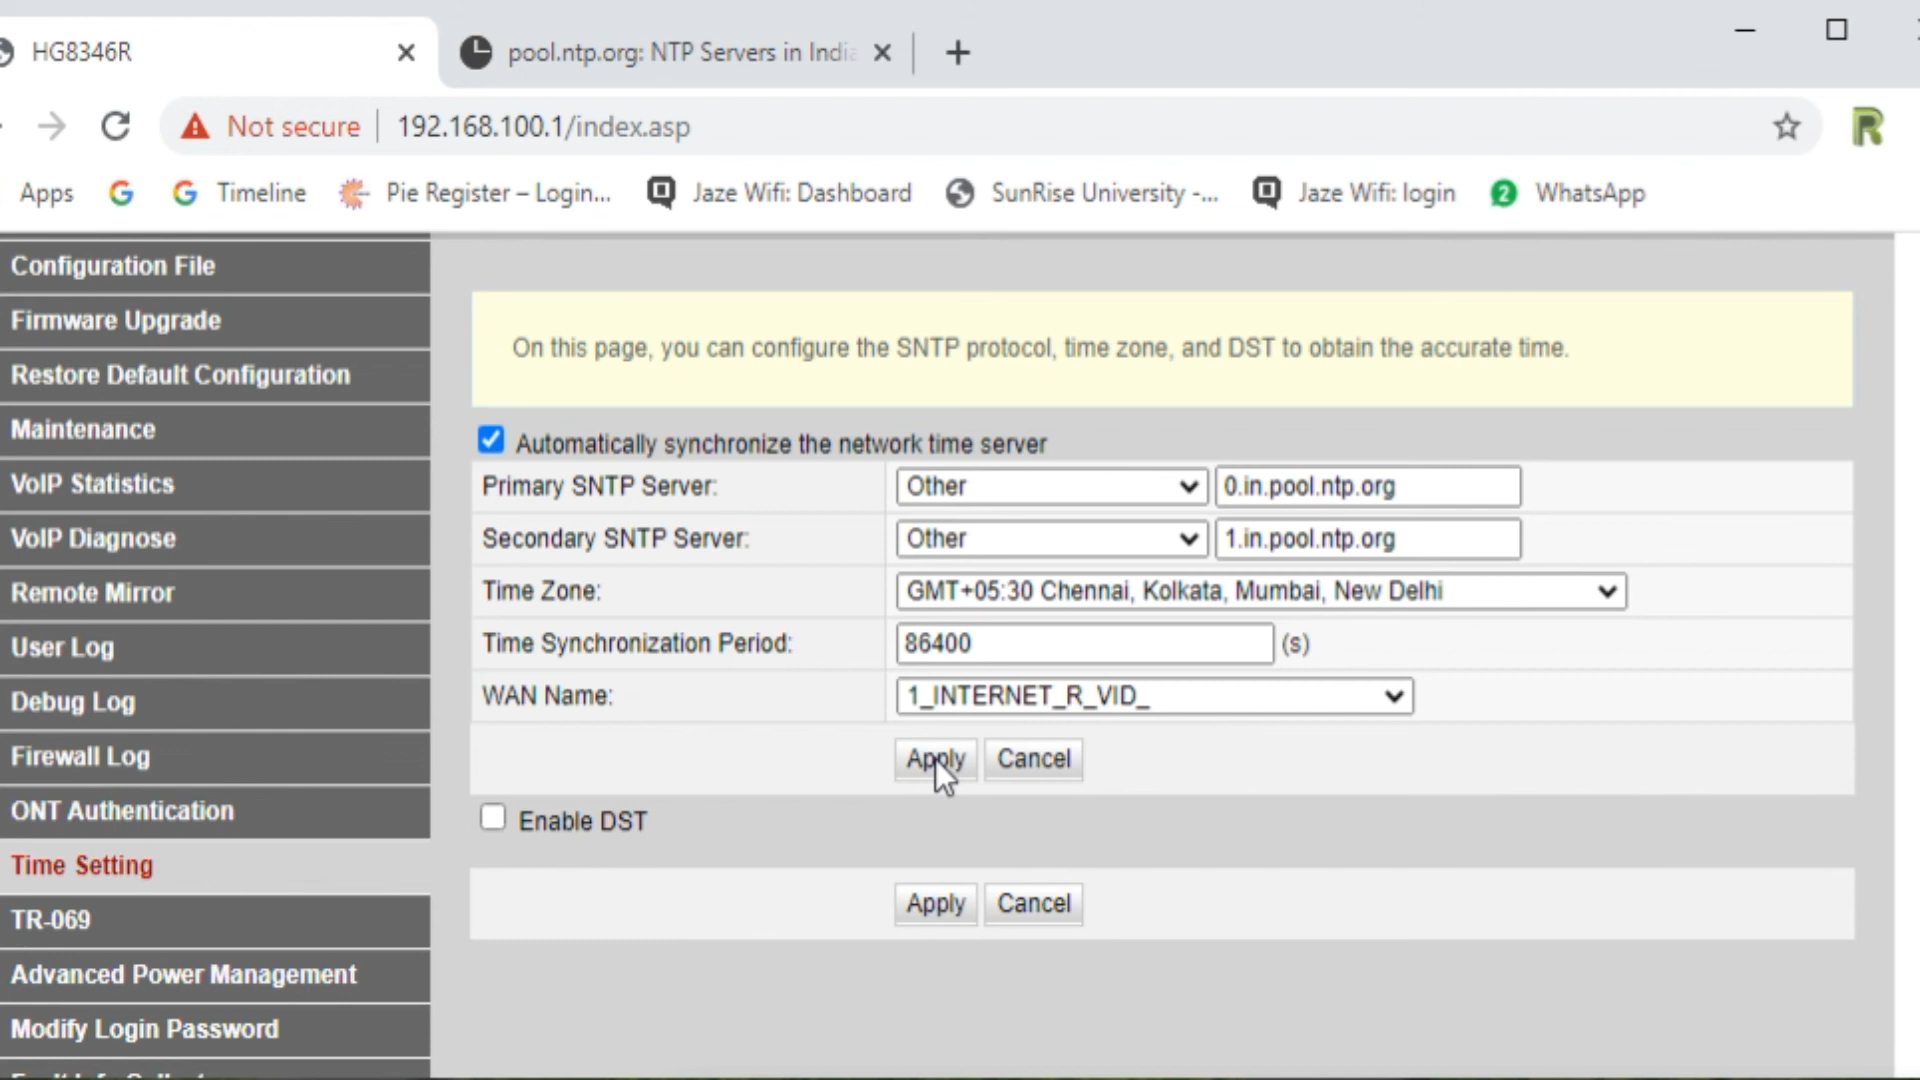 HG8346R
pool.ntp.org: NTP Servers in India
Not secure
192.168.100.1/index.asp
Apps
Timeline
Pie Register – Login...
Jaze Wifi: Dashboard
SunRise University -...
Jaze Wifi: login
2
WhatsApp
Configuration File
Firmware Upgrade
Restore Default Configuration
Maintenance
VoIP Statistics
VoIP Diagnose
Remote Mirror
User Log
Debug Log
Firewall Log
ONT Authentication
Time Setting
TR-069
Advanced Power Management
Modify Login Password
On this page, you can configure the SNTP protocol, time zone, and DST to obtain the accurate time.
Automatically synchronize the network time server
Primary SNTP Server: Other 0.in.pool.ntp.org
Secondary SNTP Server: Other 1.in.pool.ntp.org
Time Zone: GMT+05:30 Chennai, Kolkata, Mumbai, New Delhi
Time Synchronization Period: 86400 (s)
WAN Name: 1_INTERNET_R_VID_
Apply Cancel
Enable DST
Apply Cancel